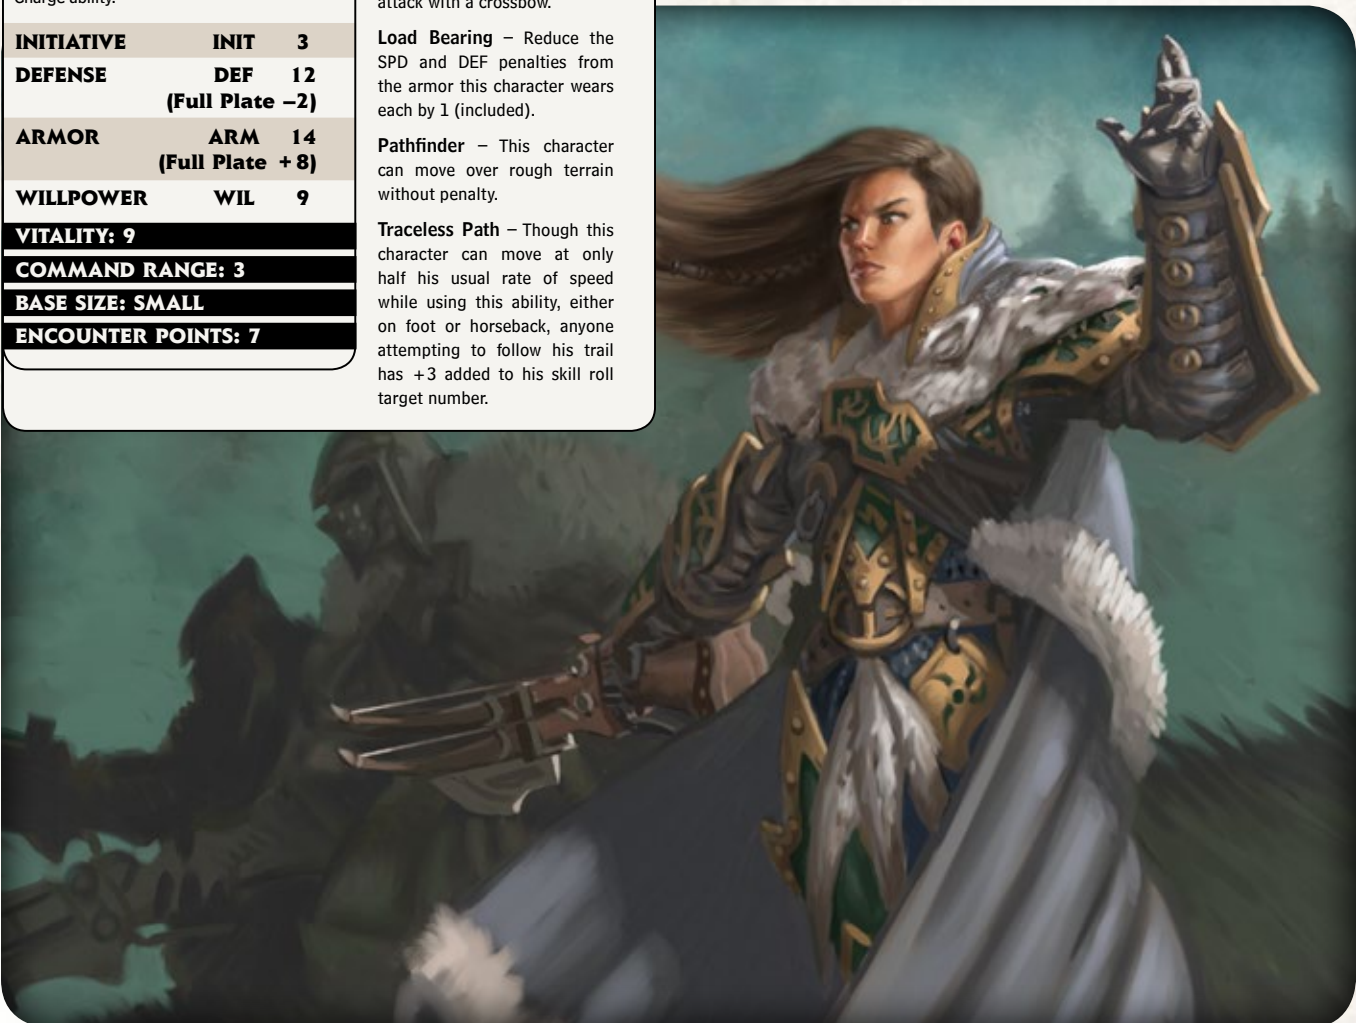 Charge ability.
INITIATIVE INIT 3
DEFENSE DEF 12
(Full Plate –2)
ARMOR ARM 14
(Full Plate +8)
WILLPOWER WIL 9
VITALITY: 9
COMMAND RANGE: 3
BASE SIZE: SMALL
ENCOUNTER POINTS: 7
attack with a crossbow.
Load Bearing – Reduce the
SPD and DEF penalties from
the armor this character wears
each by 1 (included).
Pathfinder – This character
can move over rough terrain
without penalty.
Traceless Path – Though this
character can move at only
half his usual rate of speed
while using this ability, either
on foot or horseback, anyone
attempting to follow his trail
has +3 added to his skill roll
target number.